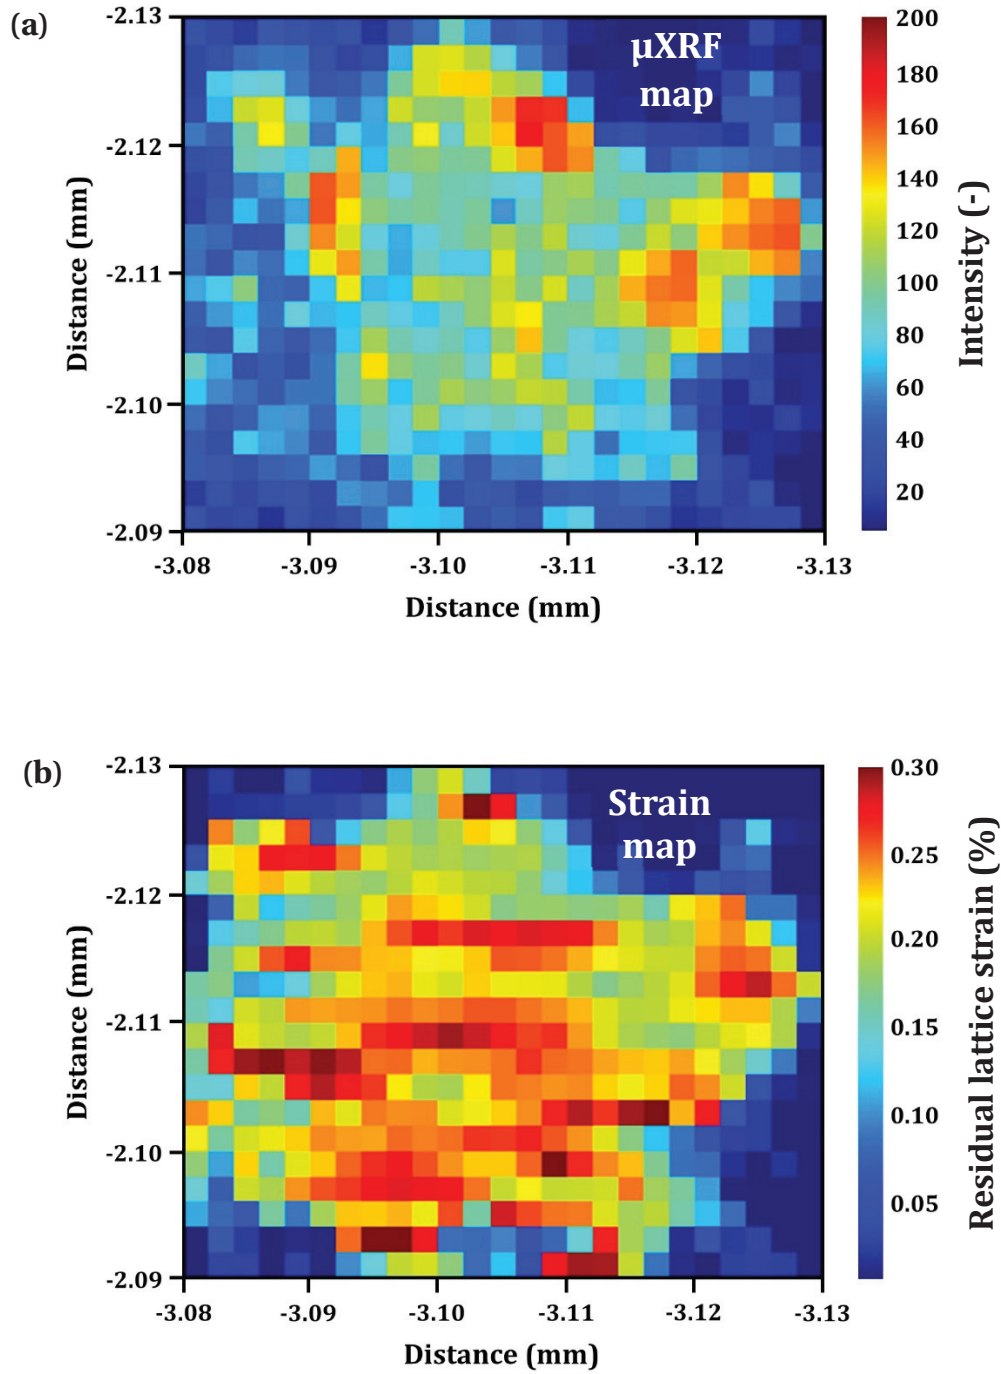 (a)
μXRF
map
-2.13
-2.12
-2.11
-2.10
-2.09
Distance (mm)
-3.08 -3.09 -3.10 -3.11 -3.12 -3.13
Distance (mm)
200
180
160
140
120
100
80
60
40
20
Intensity (-)
(b)
Strain
map
-2.13
-2.12
-2.11
-2.10
-2.09
Distance (mm)
-3.08 -3.09 -3.10 -3.11 -3.12 -3.13
Distance (mm)
0.30
0.25
0.20
0.15
0.10
0.05
Residual lattice strain (%)